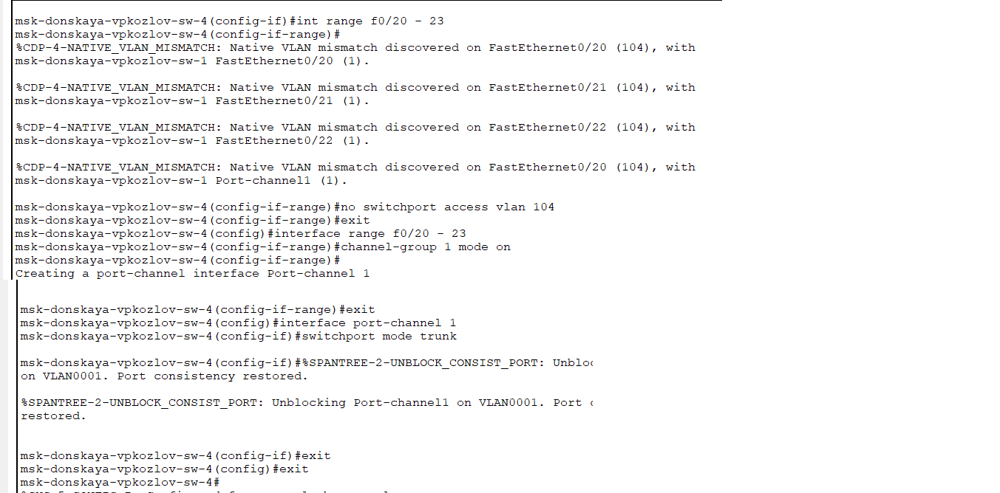 msk-donskaya-vpkozlov-sw-4(config-if)#int range f0/20 - 23
msk-donskaya-vpkozlov-sw-4(config-if-range)#
%CDP-4-NATIVE_VLAN_MISMATCH: Native VLAN mismatch discovered on FastEthernet0/20 (104), with
msk-donskaya-vpkozlov-sw-1 FastEthernet0/20 (1).
%CDP-4-NATIVE_VLAN_MISMATCH: Native VLAN mismatch discovered on FastEthernet0/21 (104), with
msk-donskaya-vpkozlov-sw-1 FastEthernet0/21 (1).
%CDP-4-NATIVE_VLAN_MISMATCH: Native VLAN mismatch discovered on FastEthernet0/22 (104), with
msk-donskaya-vpkozlov-sw-1 FastEthernet0/22 (1).
%CDP-4-NATIVE_VLAN_MISMATCH: Native VLAN mismatch discovered on FastEthernet0/20 (104), with
msk-donskaya-vpkozlov-sw-1 Port-channel1 (1).
msk-donskaya-vpkozlov-sw-4(config-if-range)#no switchport access vlan 104
msk-donskaya-vpkozlov-sw-4(config-if-range)#exit
msk-donskaya-vpkozlov-sw-4(config)#interface range f0/20 - 23
msk-donskaya-vpkozlov-sw-4(config-if-range)#channel-group 1 mode on
msk-donskaya-vpkozlov-sw-4(config-if-range)#
Creating a port-channel interface Port-channel 1
msk-donskaya-vpkozlov-sw-4(config-if-range)#exit
msk-donskaya-vpkozlov-sw-4(config)#interface port-channel 1
msk-donskaya-vpkozlov-sw-4(config-if)#switchport mode trunk
msk-donskaya-vpkozlov-sw-4(config-if)#%SPANTREE-2-UNBLOCK_CONSIST_PORT:
on VLAN0001. Port consistency restored.
%SPANTREE-2-UNBLOCK_CONSIST_PORT: Unblocking Port-channel1 on VLAN0001. Port
restored.
msk-donskaya-vpkozlov-sw-4(config-if)#exit
msk-donskaya-vpkozlov-sw-4(config)#exit
msk-donskaya-vpkozlov-sw-4#